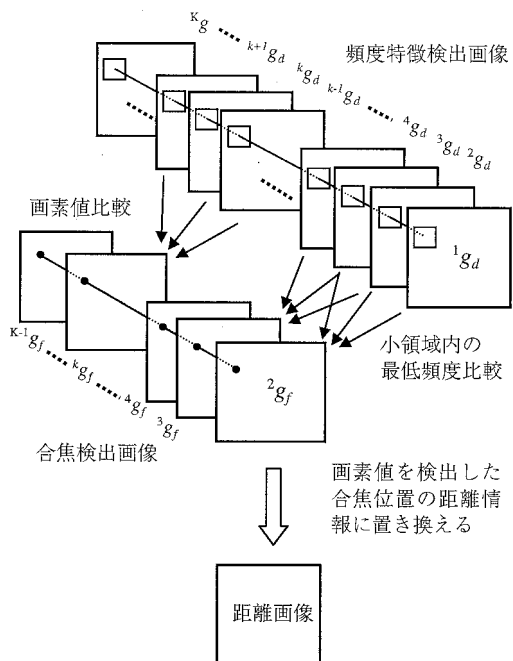 Kg
k+1gd
kgd
k-1gd
4gd
3gd
2gd
頻度特徴検出画像
画素値比較
1gd
K-1gf
kgf
4gf
3gf
2gf
小領域内の
最低頻度比較
合焦検出画像
画素値を検出した
合焦位置の距離情
報に置き換える
距離画像